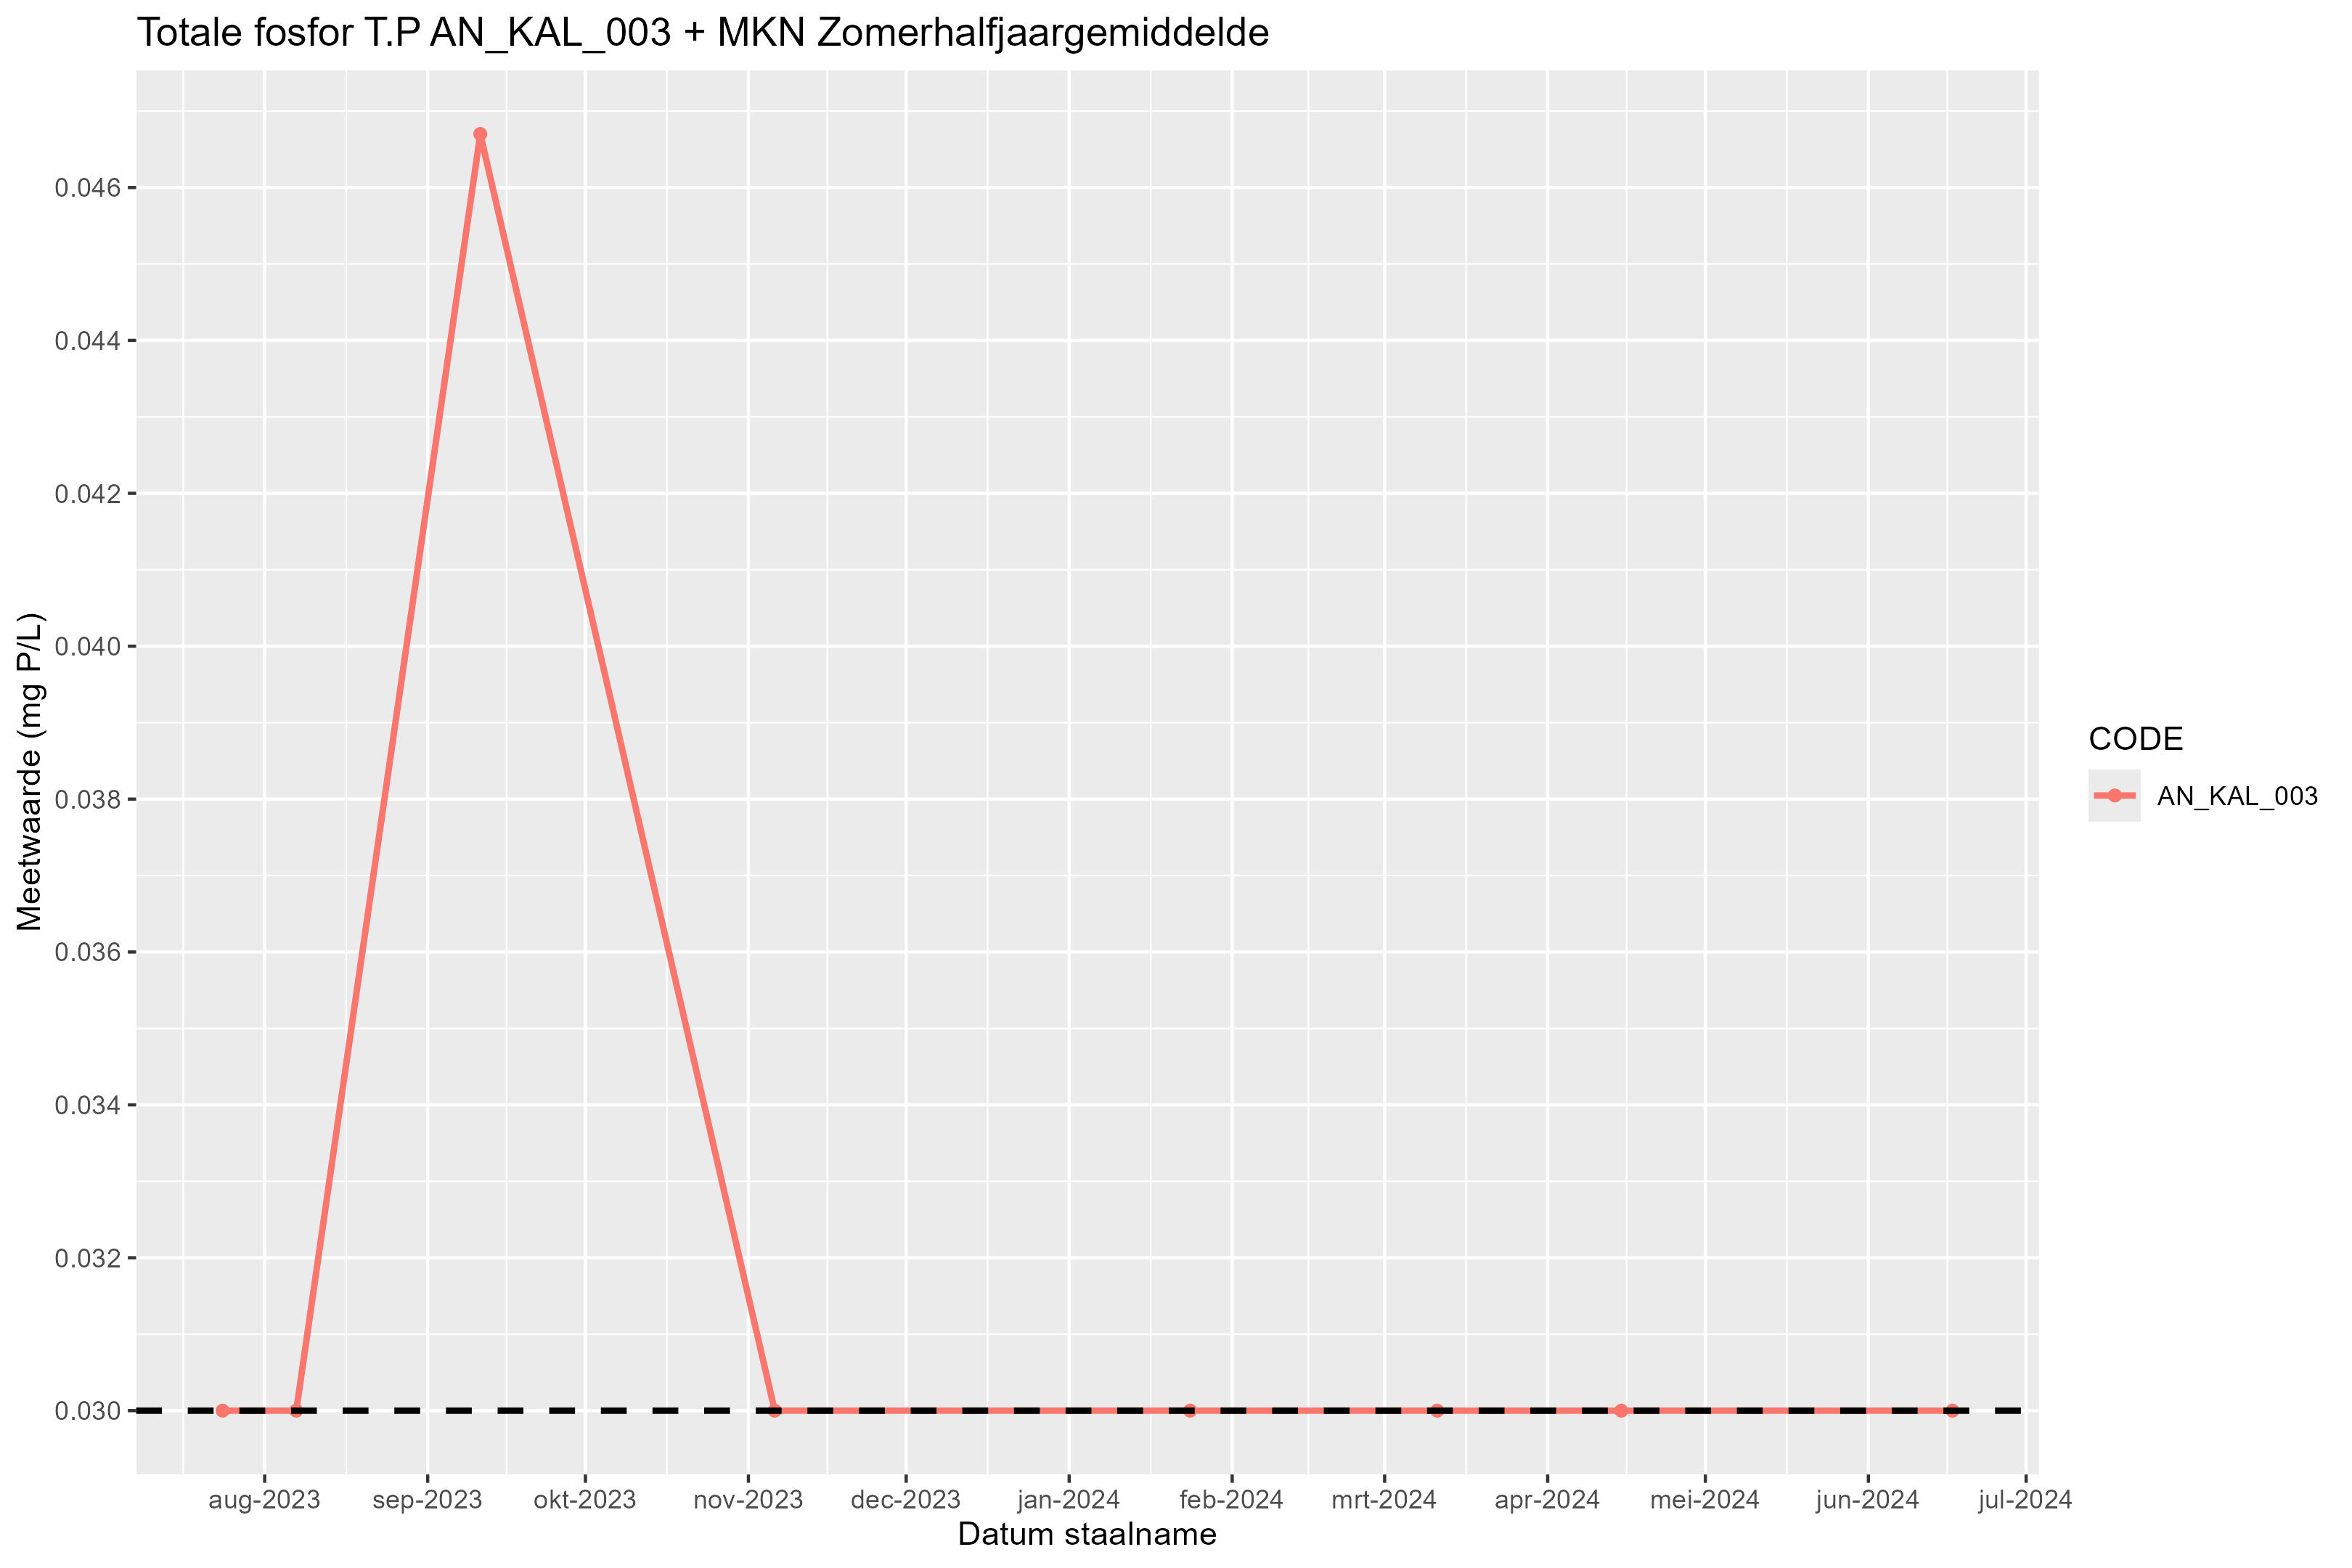 Totale fosfor T.P AN_KAL_003 + MKN Zomerhalfjaargemiddelde
Meetwaarde (mg P/L)
0.046
0.044
0.042
0.040
0.038
0.036
0.034
0.032
0.030
aug-2023 sep-2023 okt-2023 nov-2023 dec-2023 jan-2024 feb-2024 mrt-2024 apr-2024 mei-2024 jun-2024 jul-2024
Datum staalname
CODE
AN_KAL_003